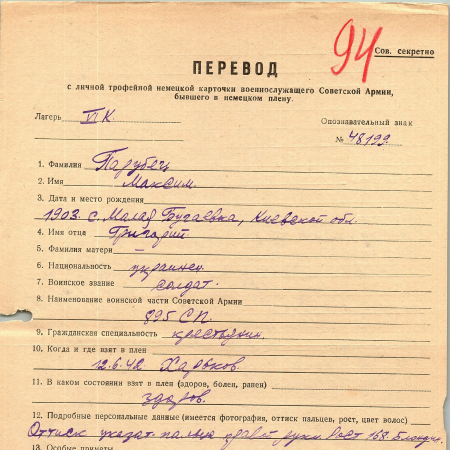 94
Сов. секретно
ПЕРЕВОД
с личной трофейной немецкой карточки военнослужащего Советской Армии,
бывшего в немецком плену.
Лагерь VI К.
Опознавательный знак
№ 48199.
1. Фамилия Парубец
2. Имя Максим
3. Дата и место рождения
1903. с. Малая Бугаевка, Киевской обл.
4. Имя отца Григорий
5. Фамилия матери —
6. Национальность украинец.
7. Воинское звание солдат.
8. Наименование воинской части Советской Армии
895 СП.
9. Гражданская специальность крестьянин.
10. Когда и где взят в плен
12.6.42 Харьков.
11. В каком состоянии взят в плен (здоров, болен, ранен)
здоров.
12. Подробные персональные данные (имеется фотография, оттиск пальцев, рост, цвет волос)
Оттиск указат. пальца правой руки. Рост 168. Блондин.
13. Особые приметы